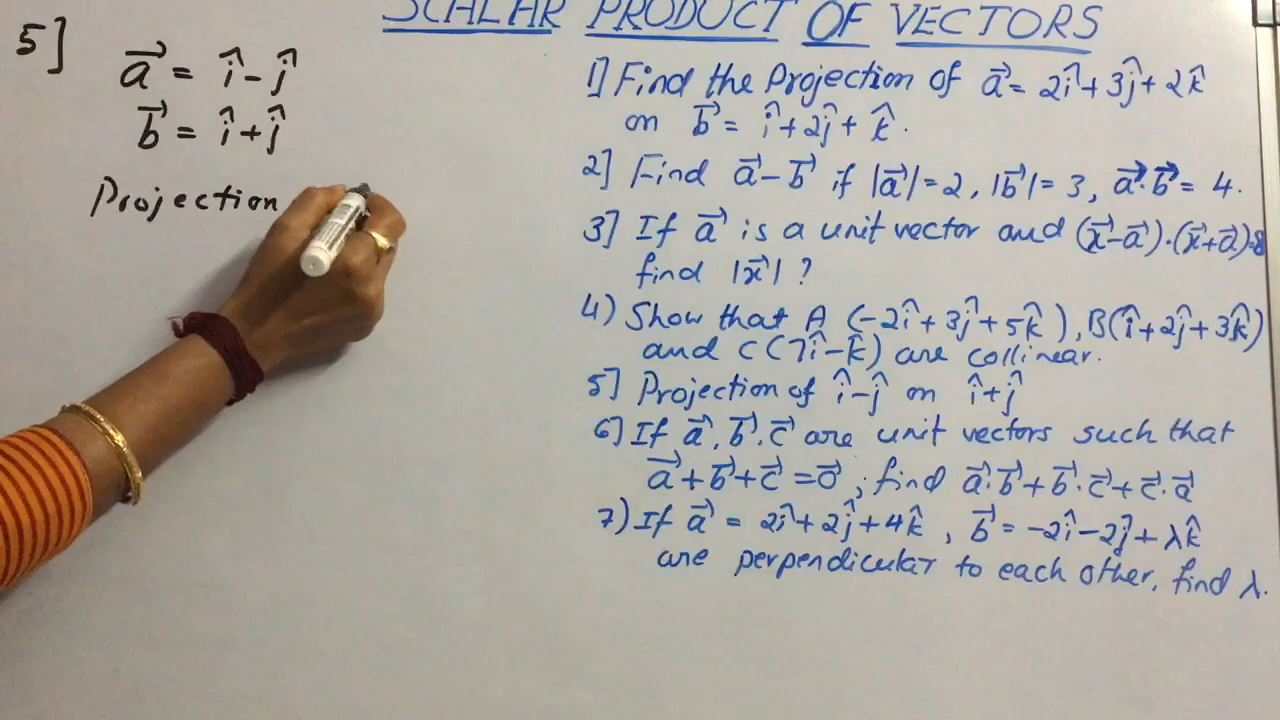 SCALAR PRODUCT OF VECTORS
5] a⃗ = î - ĵ
b⃗ = î + ĵ
Projection
1] Find the Projection of a⃗ = 2î + 3ĵ + 2k̂
on b⃗ = î + 2ĵ + k̂.
2] Find a⃗ - b⃗ if |a⃗| = 2, |b⃗| = 3, a⃗.b⃗ = 4.
3] If a⃗ is a unit vector and (x⃗ - a⃗).(x⃗ + a⃗) = 8
find |x⃗| ?
4) Show that A (-2î + 3ĵ + 5k̂), B(î + 2ĵ + 3k̂)
and C(7î - k̂) are collinear.
5] Projection of î - ĵ on î + ĵ
6] If a⃗, b⃗, c⃗ are unit vectors such that
a⃗ + b⃗ + c⃗ = 0⃗, find a⃗.b⃗ + b⃗.c⃗ + c⃗.a⃗
7) If a⃗ = 2î + 2ĵ + 4k̂, b⃗ = -2î - 2ĵ + λk̂
are perpendicular to each other, find λ.